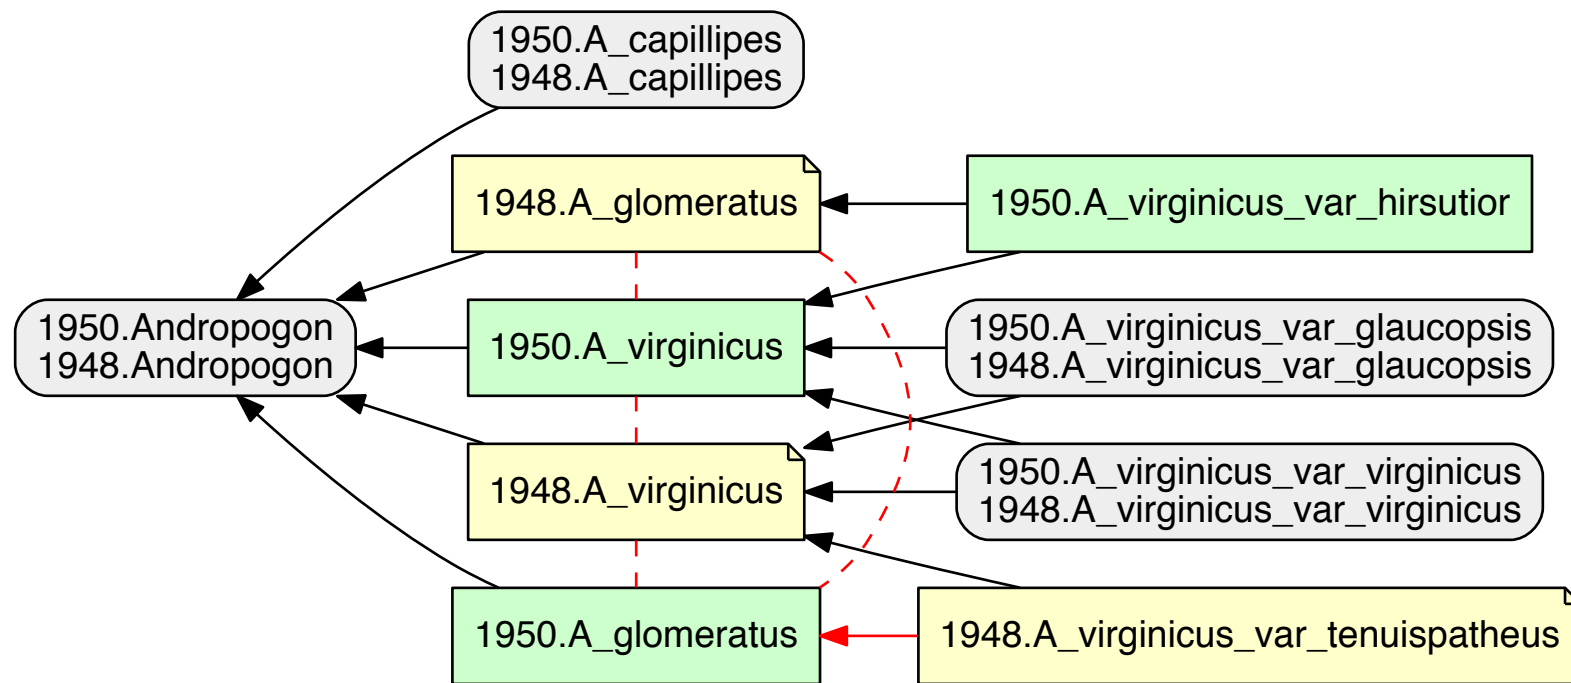 1950.A_capillipes
1948.A_capillipes
1948.A_glomeratus
1950.A_virginicus_var_hirsutior
1950.Andropogon
1948.Andropogon
1950.A_virginicus
1950.A_virginicus_var_glaucopsis
1948.A_virginicus_var_glaucopsis
1948.A_virginicus
1950.A_virginicus_var_virginicus
1948.A_virginicus_var_virginicus
1950.A_glomeratus
1948.A_virginicus_var_tenuispatheus